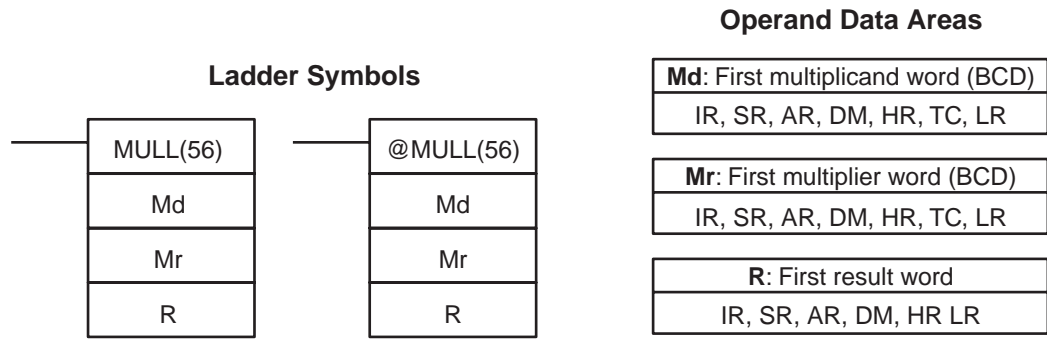 Ladder Symbols
MULL(56)
Md
Mr
R
@MULL(56)
Md
Mr
R
Operand Data Areas
Md: First multiplicand word (BCD)
IR, SR, AR, DM, HR, TC, LR
Mr: First multiplier word (BCD)
IR, SR, AR, DM, HR, TC, LR
R: First result word
IR, SR, AR, DM, HR LR